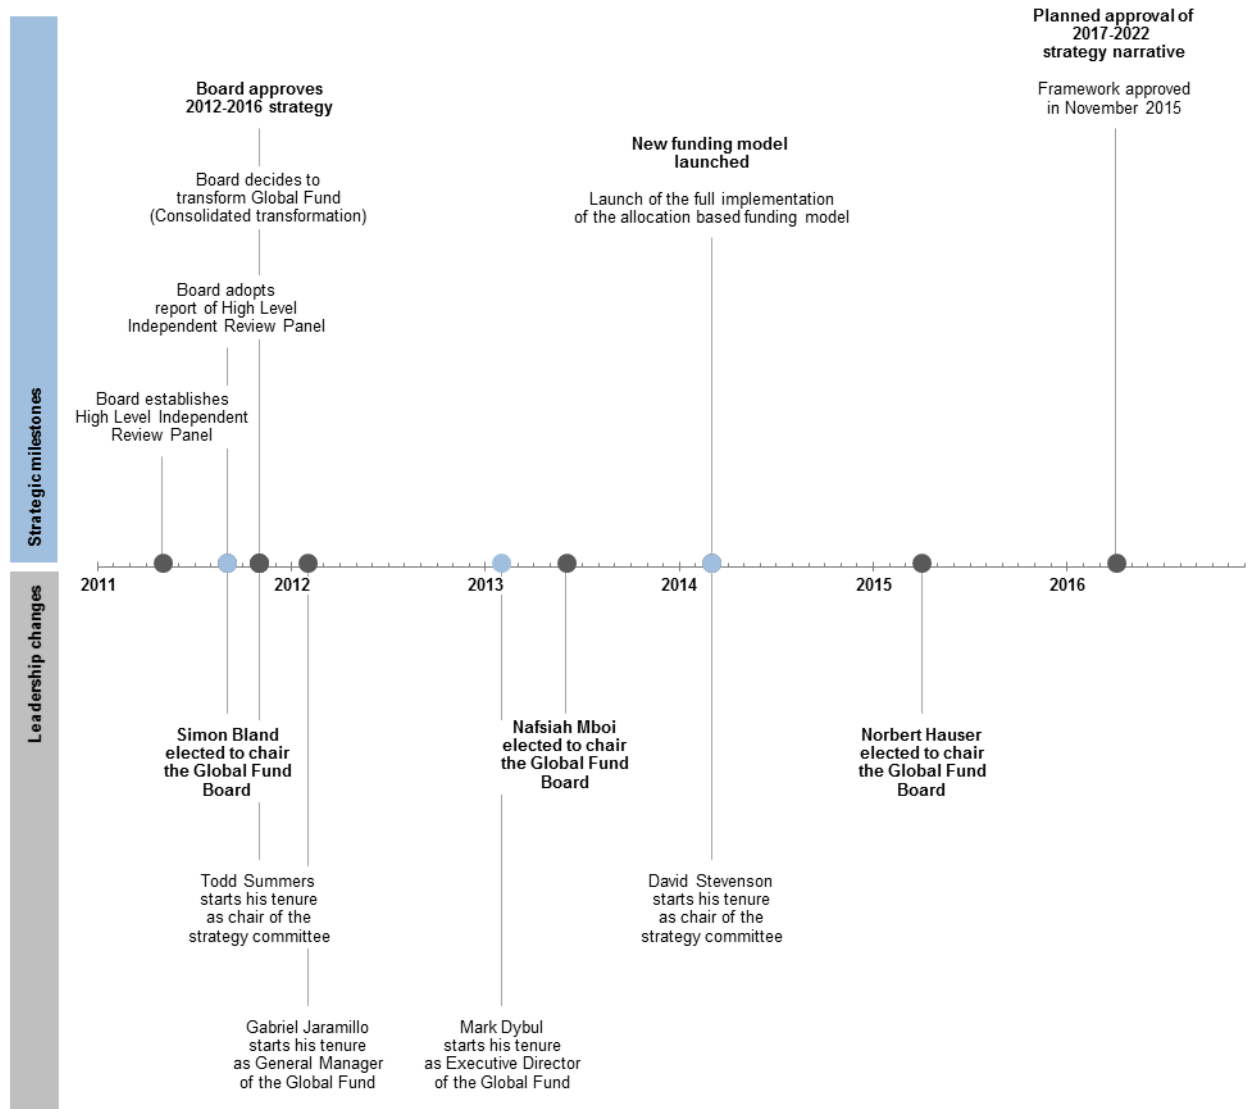 Planned approval of
2017-2022
strategy narrative
Framework approved
in November 2015
Board approves
2012-2016 strategy
Board decides to
transform Global Fund
(Consolidated transformation)
New funding model
launched
Launch of the full implementation
of the allocation based funding model
Board adopts
report of High Level
Independent Review Panel
Board establishes
High Level Independent
Review Panel
Strategic milestones
2011
2012
2013
2014
2015
2016
Leadership changes
Simon Bland
elected to chair
the Global Fund
Board
Nafsiah Mboi
elected to chair
the Global Fund
Board
Norbert Hauser
elected to chair
the Global Fund
Board
Todd Summers
starts his tenure
as chair of the
strategy committee
David Stevenson
starts his tenure
as chair of the
strategy committee
Gabriel Jaramillo
starts his tenure
as General Manager
of the Global Fund
Mark Dybul
starts his tenure
as Executive Director
of the Global Fund